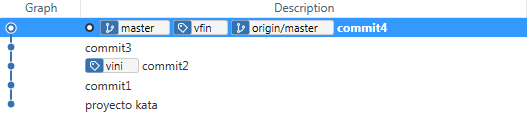 Graph Description
master vfin origin/master commit4
commit3
vini commit2
commit1
proyecto kata